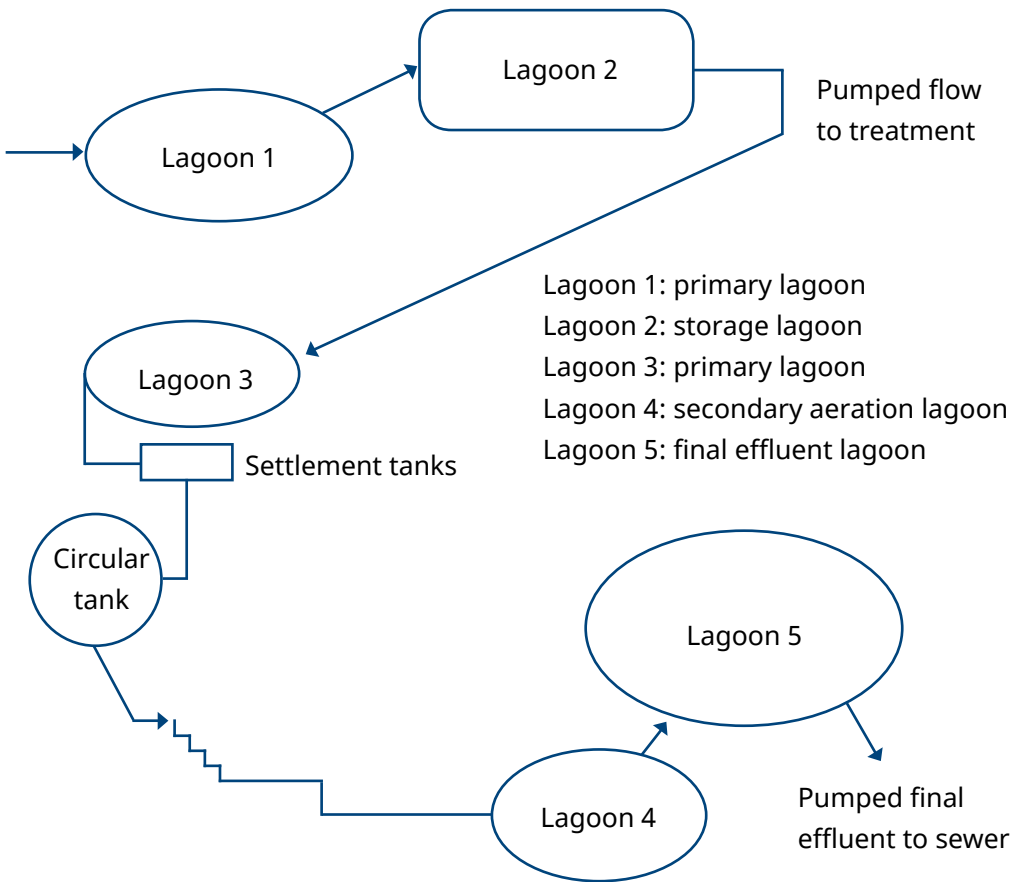 Lagoon 2
Pumped flow
to treatment
Lagoon 1
Lagoon 1: primary lagoon
Lagoon 2: storage lagoon
Lagoon 3: primary lagoon
Lagoon 4: secondary aeration lagoon
Lagoon 5: final effluent lagoon
Lagoon 3
Settlement tanks
Circular
tank
Lagoon 5
Lagoon 4
Pumped final
effluent to sewer